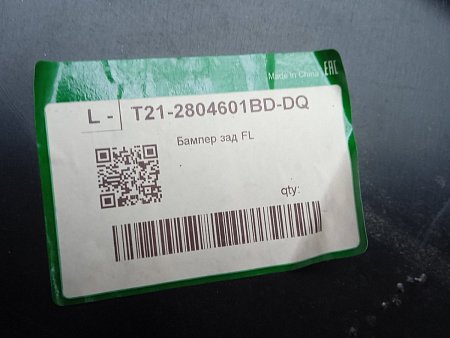 Made in China EAC
L - T21-2804601BD-DQ
Бампер зад FL
qty: